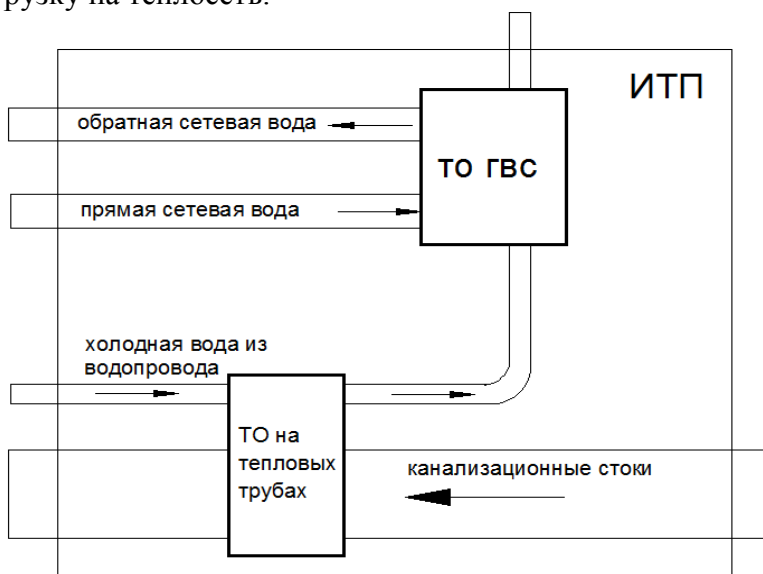 рузку на теплосеть.
ИТП
обратная сетевая вода
ТО ГВС
прямая сетевая вода
холодная вода из
водопровода
ТО на
тепловых
трубах
канализационные стоки